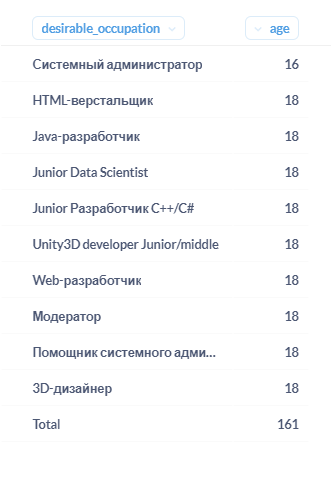 desirable_occupation age
Системный администратор 16
HTML-верстальщик 18
Java-разработчик 18
Junior Data Scientist 18
Junior Разработчик C++/C# 18
Unity3D developer Junior/middle 18
Web-разработчик 18
Модератор 18
Помощник системного адми... 18
3D-дизайнер 18
Total 161